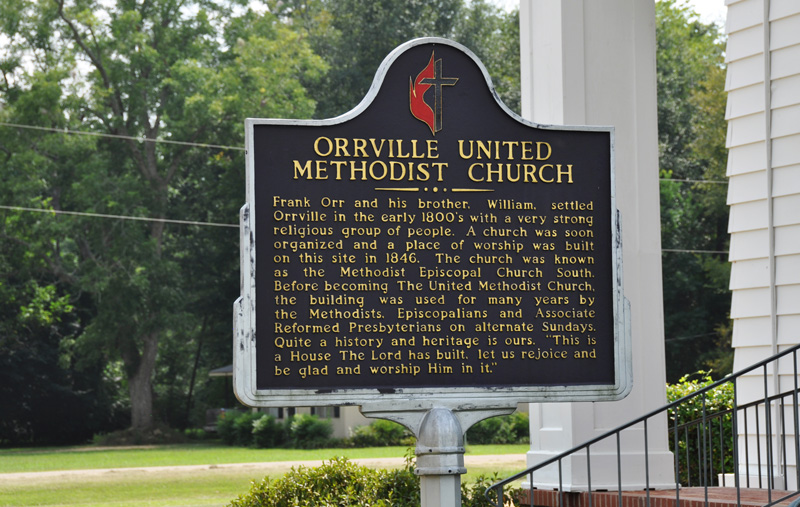 ORRVILLE UNITED
METHODIST CHURCH
Frank Orr and his brother, William, settled
Orrville in the early 1800's with a very strong
religious group of people. A church was soon
organized and a place of worship was built
on this site in 1846. The church was known
as the Methodist Episcopal Church South.
Before becoming The United Methodist Church,
the building was used for many years by
the Methodists, Episcopalians and Associate
Reformed Presbyterians on alternate Sundays.
Quite a history and heritage is ours. "This is
a House The Lord has built, let us rejoice and
be glad and worship Him in it."